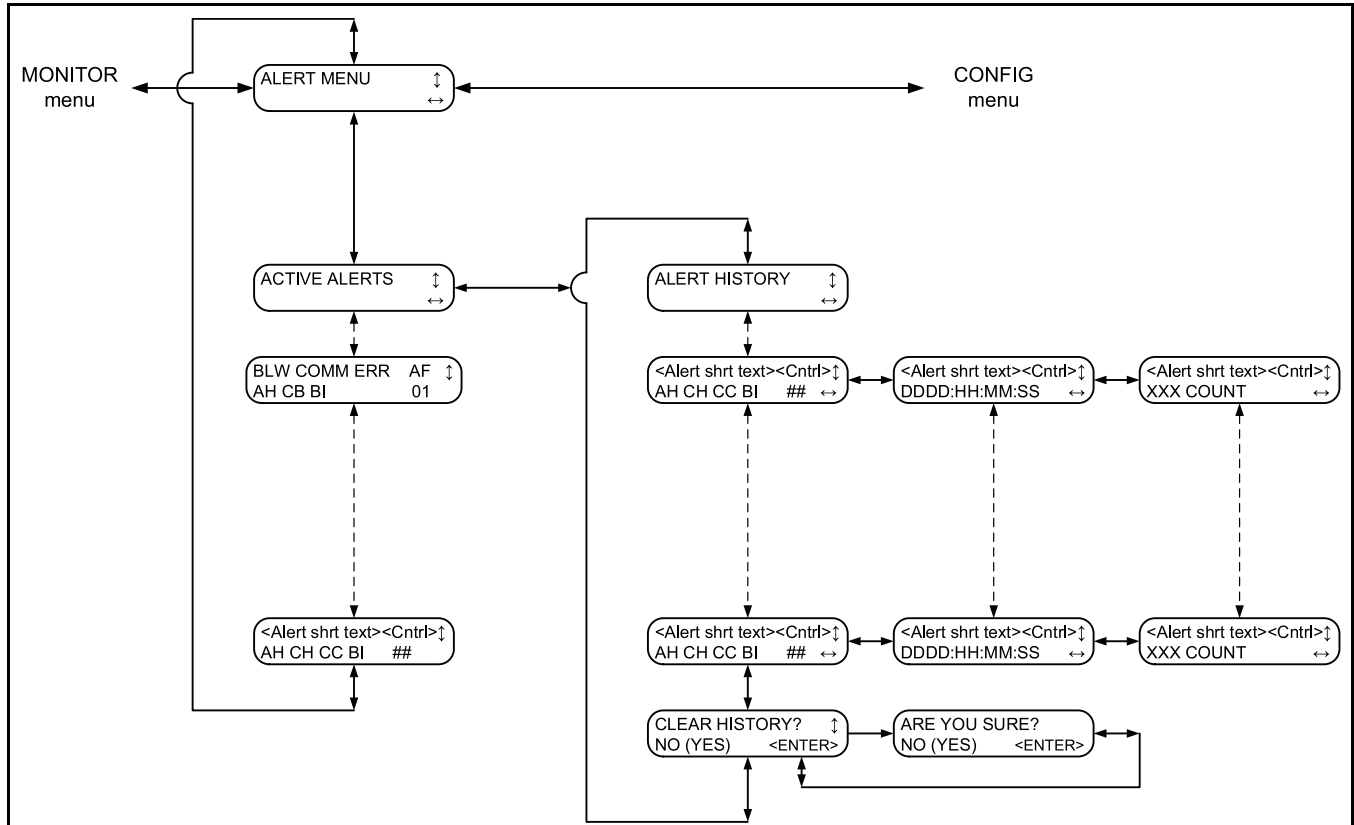 MONITOR
menu
ALERT MENU ↕
↔
CONFIG
menu
ACTIVE ALERTS ↕
↔
ALERT HISTORY ↕
↔
BLW COMM ERR AF ↕
AH CB BI 01
<Alert shrt text><Cntrl>↕
AH CH CC BI ## ↔
<Alert shrt text><Cntrl>↕
DDDD:HH:MM:SS ↔
<Alert shrt text><Cntrl>↕
XXX COUNT ↔
<Alert shrt text><Cntrl>↕
AH CH CC BI ##
<Alert shrt text><Cntrl>↕
AH CH CC BI ## ↔
<Alert shrt text><Cntrl>↕
DDDD:HH:MM:SS ↔
<Alert shrt text><Cntrl>↕
XXX COUNT ↔
CLEAR HISTORY? ↕
NO (YES) <ENTER>
ARE YOU SURE?
NO (YES) <ENTER>